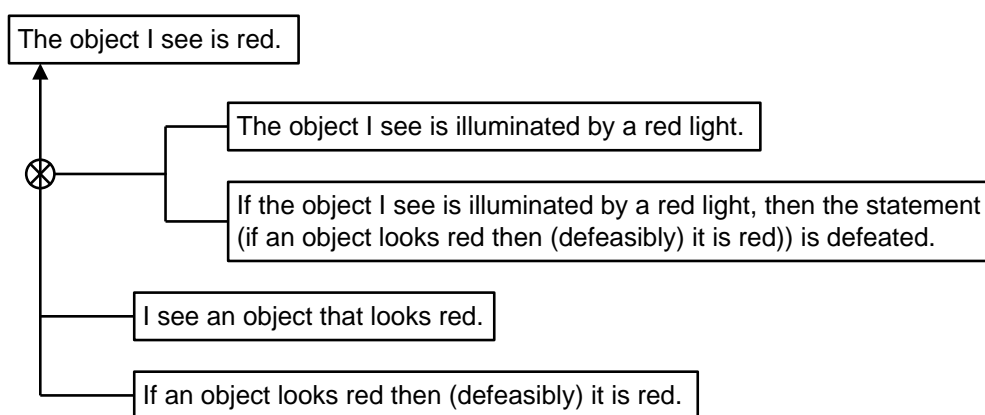 The object I see is red.
The object I see is illuminated by a red light.
If the object I see is illuminated by a red light, then the statement
(if an object looks red then (defeasibly) it is red)) is defeated.
I see an object that looks red.
If an object looks red then (defeasibly) it is red.